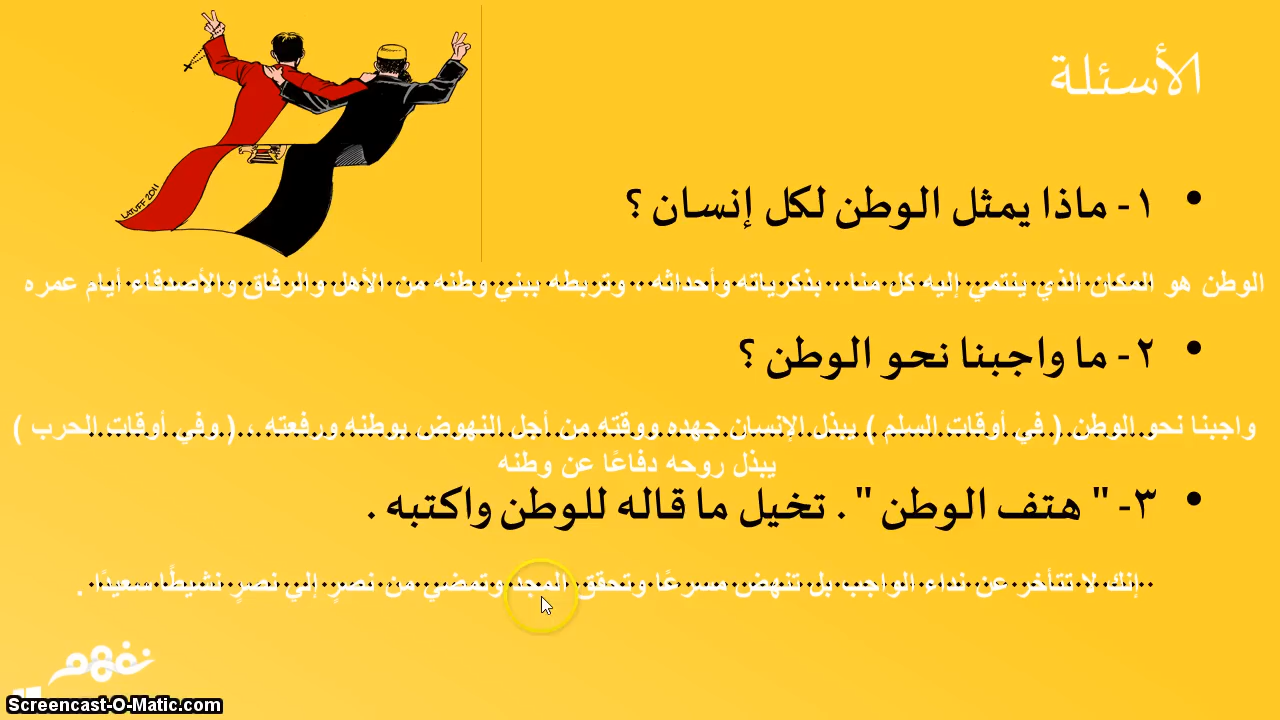 الأسئلة
LATUFF 2011
• ١- ماذا يمثل الوطن لكل إنسان ؟
الوطن هو المكان الذي ينتمي إليه كل منا ، بذكرياته وأحداثه ، وتربطه ببني وطنه من الأهل والرفاق والأصدقاء أيام عمره
• ٢- ما واجبنا نحو الوطن ؟
واجبنا نحو الوطن ( في أوقات السلم ) يبذل الإنسان جهده ووقته من أجل النهوض بوطنه ورفعته ، ( وفي أوقات الحرب )
يبذل روحه دفاعًا عن وطنه
• ٣- " هتف الوطن " . تخيل ما قاله للوطن واكتبه .
إنك لا تتأخر عن نداء الواجب بل تنهض مسرعًا وتحقق المجد وتمضي من نصرٍ إلي نصرٍ نشيطًا سعيدًا .
نفهم
Screencast-O-Matic.com